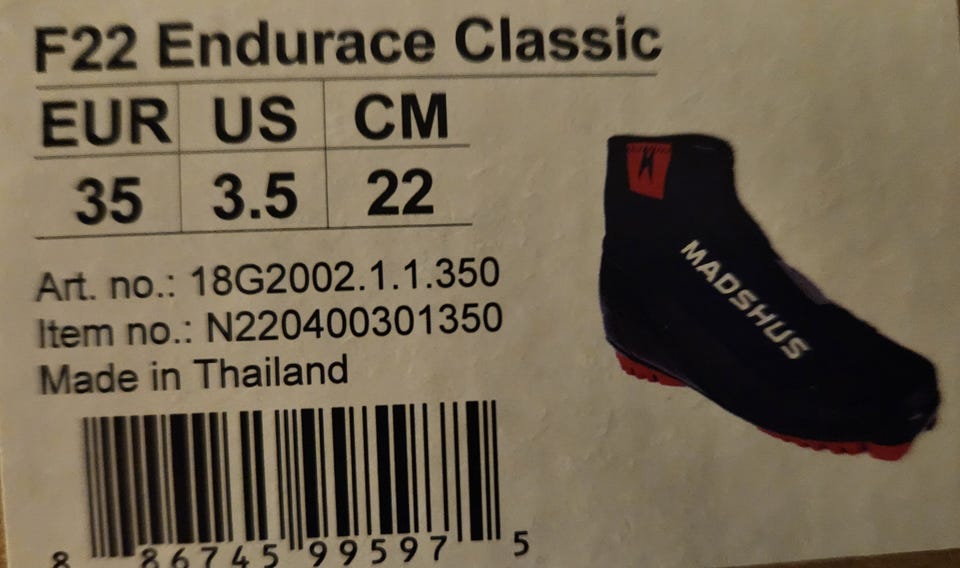 F22 Endurace Classic
EUR US CM
35 3.5 22
Art. no.: 18G2002.1.1.350
Item no.: N220400301350
Made in Thailand
8 86745 99597 5
MADSHUS